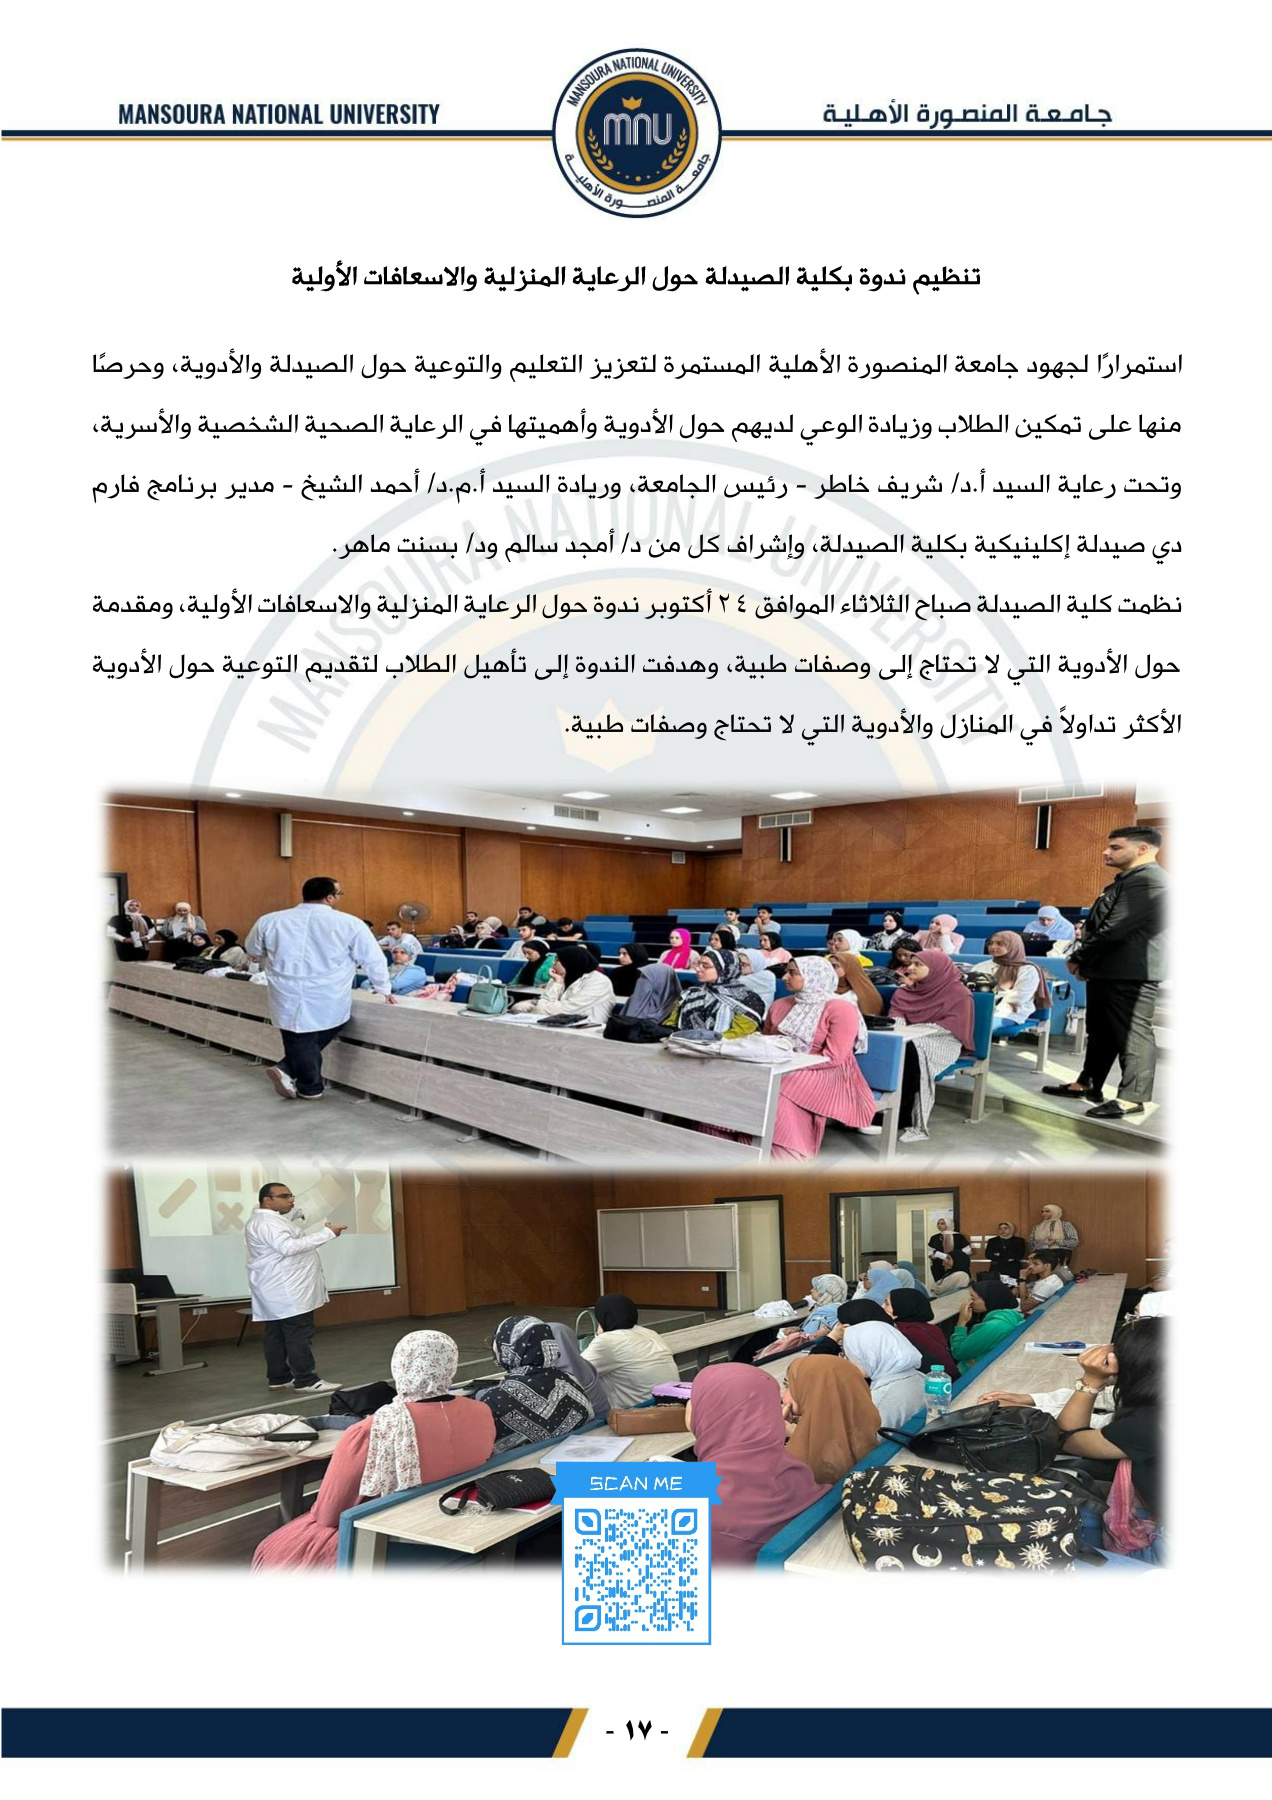 MANSOURA NATIONAL UNIVERSITY
جامعة المنصورة الأهلية
MANSOURA NATIONAL UNIVERSITY
mnu
جامعة المنصورة الأهلية
تنظيم ندوة بكلية الصيدلة حول الرعاية المنزلية والاسعافات الأولية
استمرارًا لجهود جامعة المنصورة الأهلية المستمرة لتعزيز التعليم والتوعية حول الصيدلة والأدوية، وحرصًا
منها على تمكين الطلاب وزيادة الوعي لديهم حول الأدوية وأهميتها في الرعاية الصحية الشخصية والأسرية،
وتحت رعاية السيد أ.د/ شريف خاطر - رئيس الجامعة، وريادة السيد أ.م.د/ أحمد الشيخ - مدير برنامج فارم
دي صيدلة إكلينيكية بكلية الصيدلة، وإشراف كل من د/ أمجد سالم ود/ بسنت ماهر.
نظمت كلية الصيدلة صباح الثلاثاء الموافق ٢٤ أكتوبر ندوة حول الرعاية المنزلية والاسعافات الأولية، ومقدمة
حول الأدوية التي لا تحتاج إلى وصفات طبية، وهدفت الندوة إلى تأهيل الطلاب لتقديم التوعية حول الأدوية
الأكثر تداولاً في المنازل والأدوية التي لا تحتاج وصفات طبية.
MANSOURA NATIONAL UNIVERSITY
SCAN ME
- ١٧ -